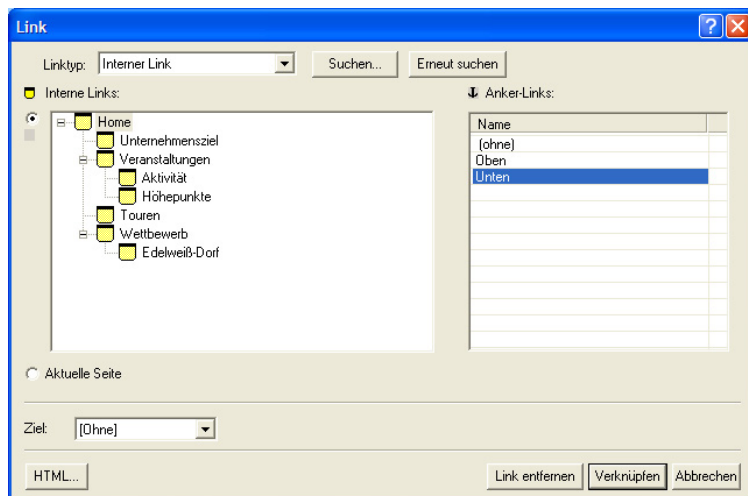 Link
Linktyp: Interner Link Suchen... Erneut suchen
Interne Links: Anker-Links:
Home
Unternehmensziel
Veranstaltungen
Aktivität
Höhepunkte
Touren
Wettbewerb
Edelweiß-Dorf
Name
(ohne)
Oben
Unten
Aktuelle Seite
Ziel: [Ohne]
HTML... Link entfernen Verknüpfen Abbrechen